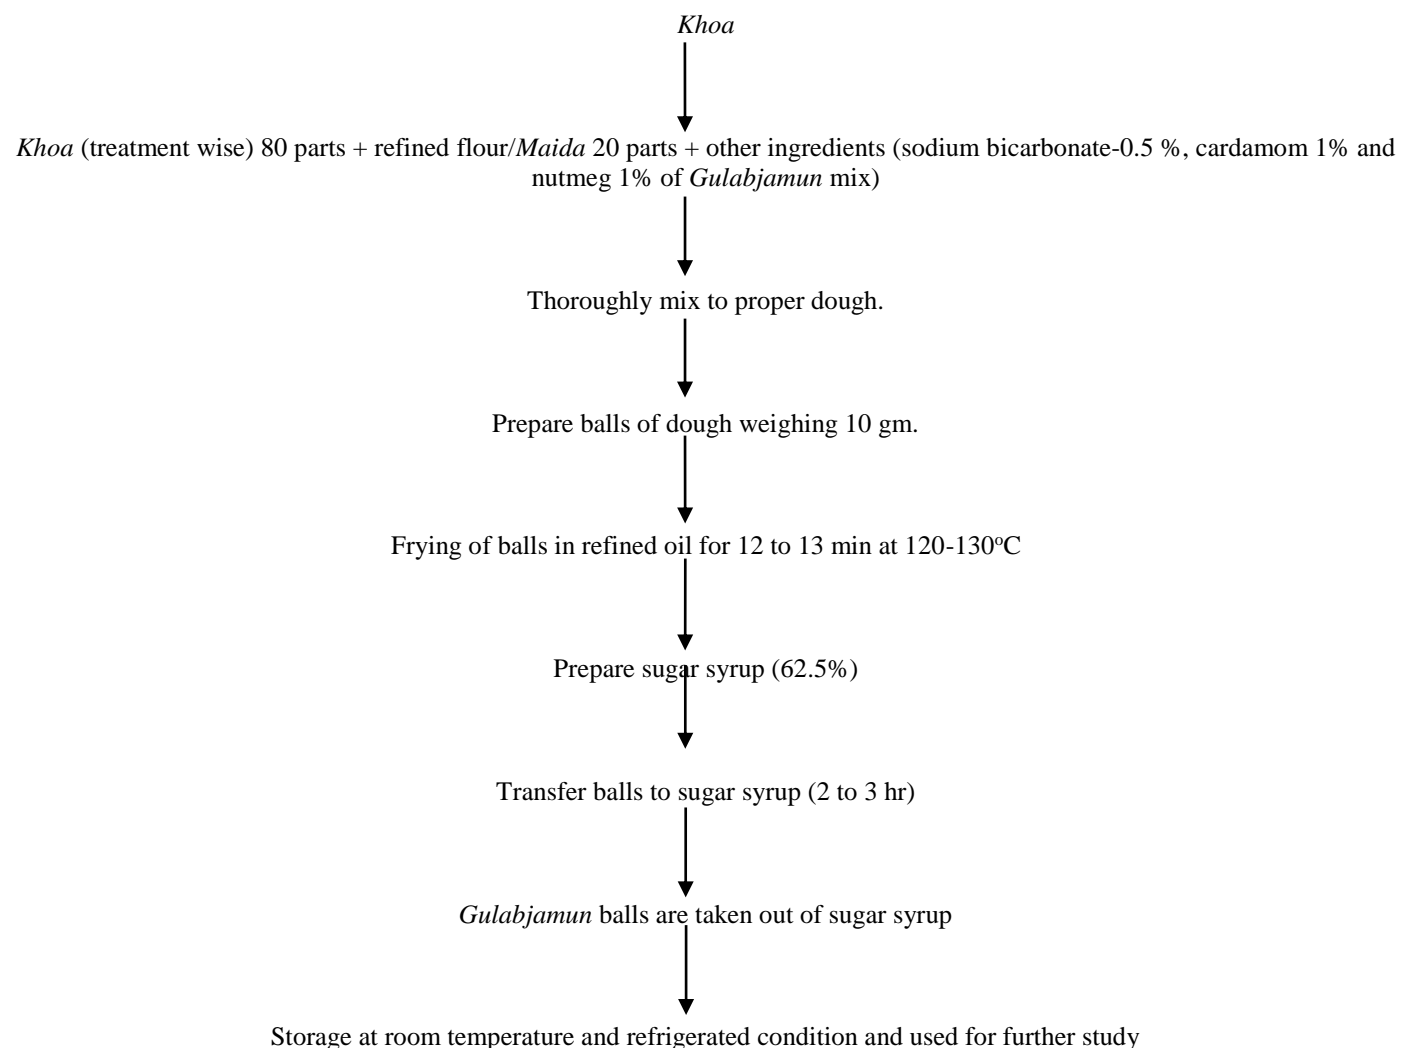 Khoa
Khoa (treatment wise) 80 parts + refined flour/Maida 20 parts + other ingredients (sodium bicarbonate-0.5 %, cardamom 1% and
nutmeg 1% of Gulabjamun mix)
Thoroughly mix to proper dough.
Prepare balls of dough weighing 10 gm.
Frying of balls in refined oil for 12 to 13 min at 120-130ºC
Prepare sugar syrup (62.5%)
Transfer balls to sugar syrup (2 to 3 hr)
Gulabjamun balls are taken out of sugar syrup
Storage at room temperature and refrigerated condition and used for further study